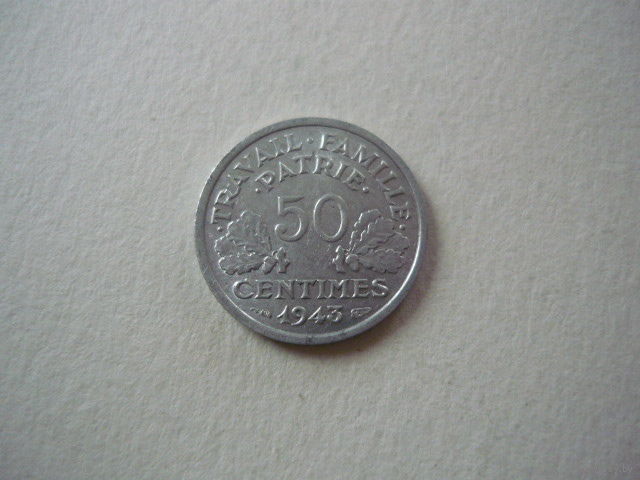 ·TRAVAIL·FAMILLE·
·PATRIE·
50
CENTIMES
1943